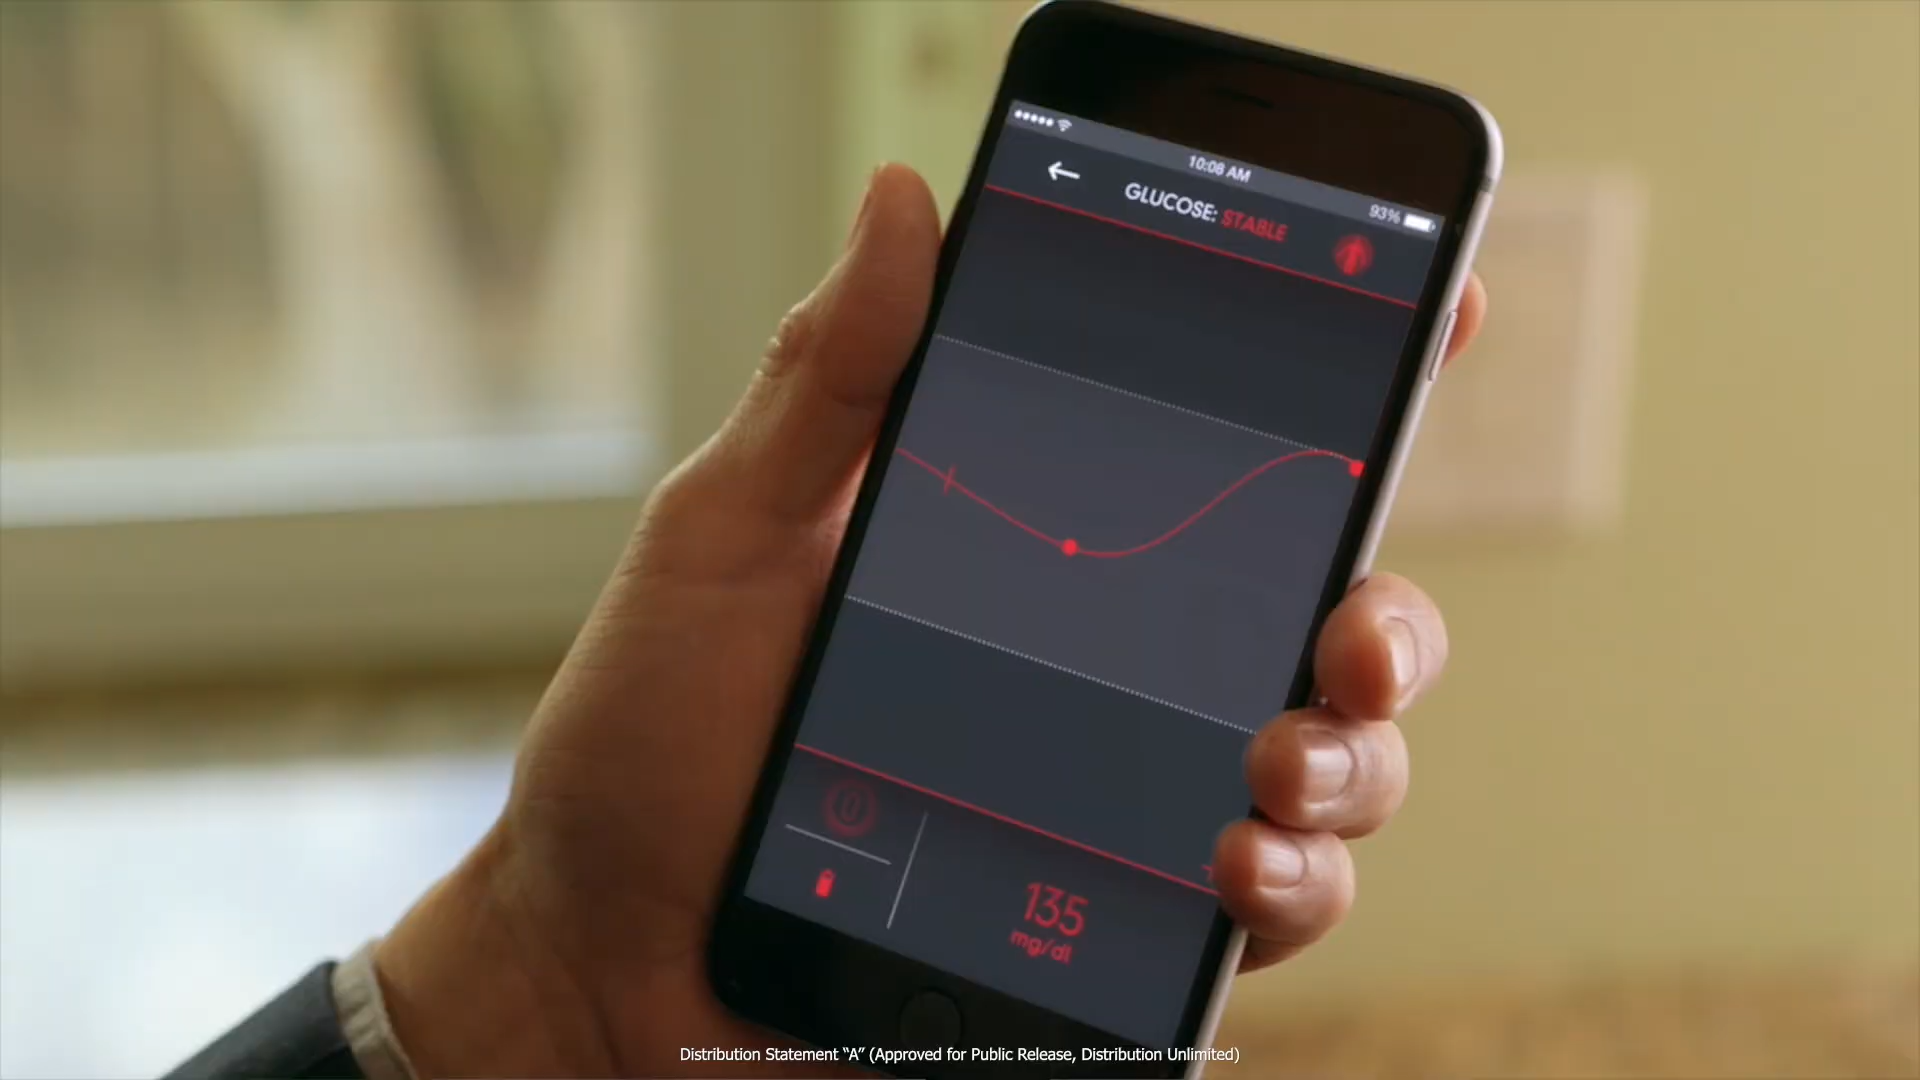 10:08 AM
93%
GLUCOSE: STABLE
135
mg/dl
Distribution Statement “A” (Approved for Public Release, Distribution Unlimited)